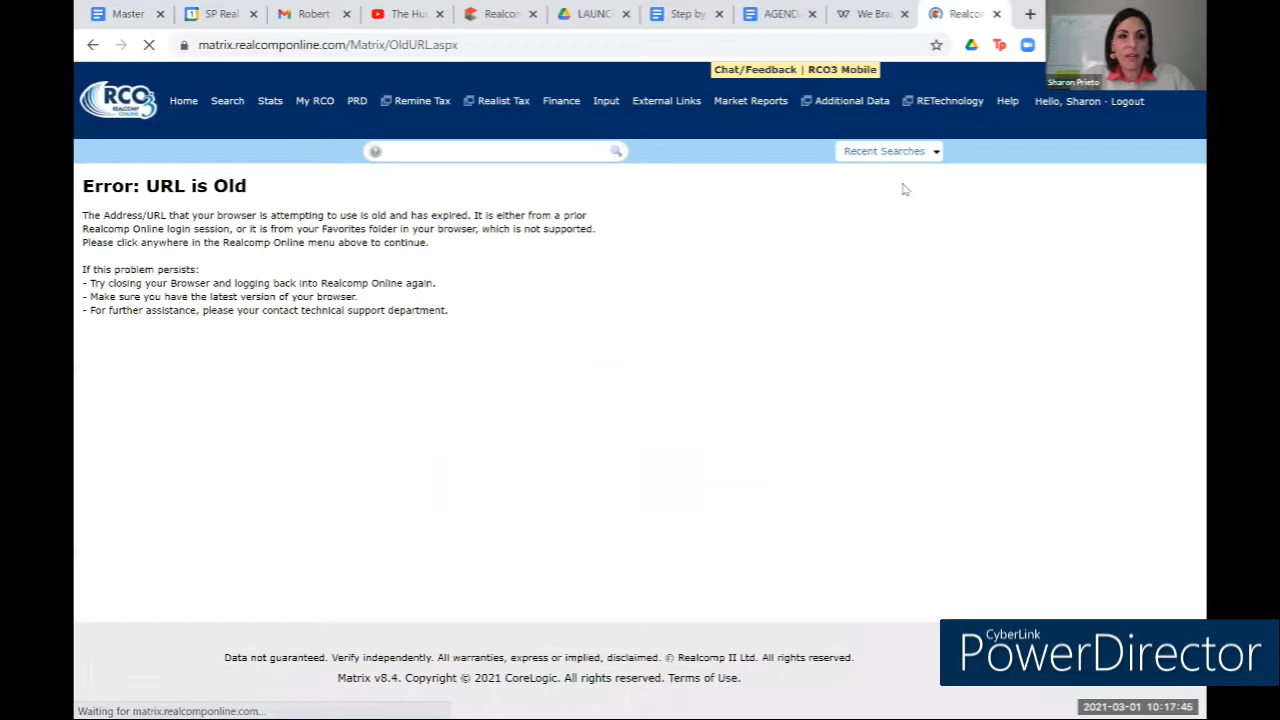 Master
SP Real
Robert
The Hu
Realcon
LAUNC
Step by
AGEND
We Bra
Realco
matrix.realcomponline.com/Matrix/OldURL.aspx
Sharon Prieto
Chat/Feedback | RCO3 Mobile
RCO3
REALCOMP
ONLINE
Home Search Stats My RCO PRD Remine Tax Realist Tax Finance Input External Links Market Reports Additional Data RETechnology Help Hello, Sharon - Logout
Recent Searches
Error: URL is Old
The Address/URL that your browser is attempting to use is old and has expired. It is either from a prior
Realcomp Online login session, or it is from your Favorites folder in your browser, which is not supported.
Please click anywhere in the Realcomp Online menu above to continue.
If this problem persists:
- Try closing your Browser and logging back into Realcomp Online again.
- Make sure you have the latest version of your browser.
- For further assistance, please your contact technical support department.
Data not guaranteed. Verify independently. All warranties, express or implied, disclaimed. © Realcomp II Ltd. All rights reserved.
Matrix v8.4. Copyright © 2021 CoreLogic. All rights reserved. Terms of Use.
CyberLink
PowerDirector
Waiting for matrix.realcomponline.com...
2021-03-01 10:17:45